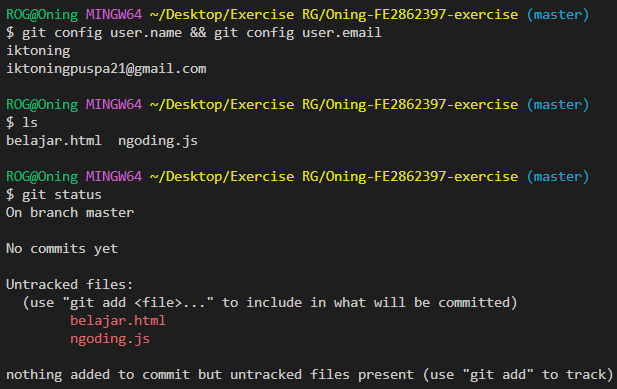 ROG@Oning MINGW64 ~/Desktop/Exercise RG/Oning-FE2862397-exercise (master)
$ git config user.name && git config user.email
iktoning
iktoningpuspa21@gmail.com
ROG@Oning MINGW64 ~/Desktop/Exercise RG/Oning-FE2862397-exercise (master)
$ ls
belajar.html  ngoding.js
ROG@Oning MINGW64 ~/Desktop/Exercise RG/Oning-FE2862397-exercise (master)
$ git status
On branch master
No commits yet
Untracked files:
  (use "git add <file>..." to include in what will be committed)
        belajar.html
        ngoding.js
nothing added to commit but untracked files present (use "git add" to track)